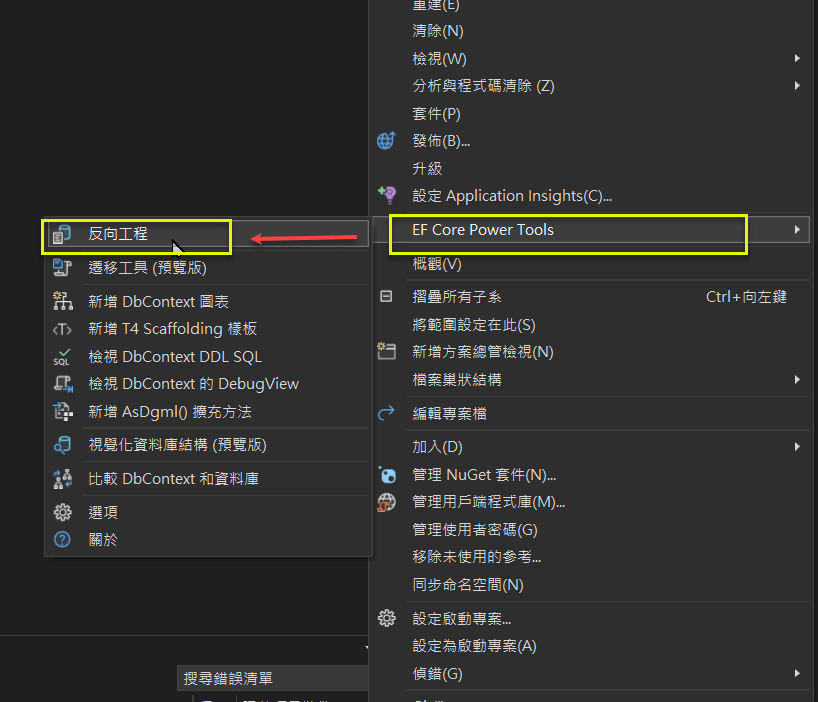 重建(E)
清除(N)
檢視(W)
分析與程式碼清除 (Z)
套件(P)
發佈(B)...
升級
設定 Application Insights(C)...
EF Core Power Tools
概觀(V)
摺疊所有子系 Ctrl+向左鍵
將範圍設定在此(S)
新增方案總管檢視(N)
檔案巢狀結構
編輯專案檔
加入(D)
管理 NuGet 套件(N)...
管理用戶端程式庫(M)...
管理使用者密碼(G)
移除未使用的參考...
同步命名空間(N)
設定啟動專案...
設定為啟動專案(A)
偵錯(G)
反向工程
遷移工具 (預覽版)
新增 DbContext 圖表
新增 T4 Scaffolding 樣板
檢視 DbContext DDL SQL
檢視 DbContext 的 DebugView
新增 AsDgml() 擴充方法
視覺化資料庫結構 (預覽版)
比較 DbContext 和資料庫
選項
關於
搜尋錯誤清單